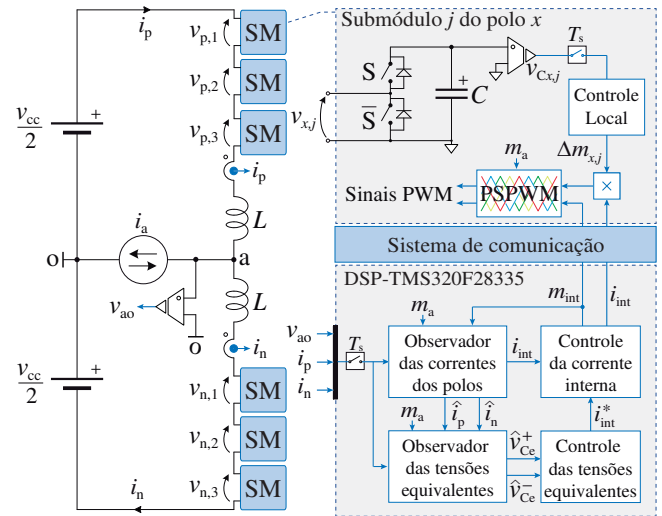 i_p
v_p,1
SM
v_p,2
SM
v_p,3
SM
i_p
v_cc/2
+
L
i_a
o
a
v_ao
L
o
i_n
v_cc/2
+
v_n,1
SM
v_n,2
SM
v_n,3
SM
i_n
Submódulo j do polo x
S
S̅
+
C
v_x,j
v_Cx,j
T_s
Controle
Local
Δm_x,j
m_a
Sinais PWM
PSPWM
×
Sistema de comunicação
DSP-TMS320F28335
m_int
i_int
m_a
v_ao
i_p
i_n
T_s
Observador
das correntes
dos polos
i_int
Controle
da corrente
interna
m_a
î_p
î_n
i*_int
Observador
das tensões
equivalentes
v̂⁺_Ce
v̂⁻_Ce
Controle
das tensões
equivalentes